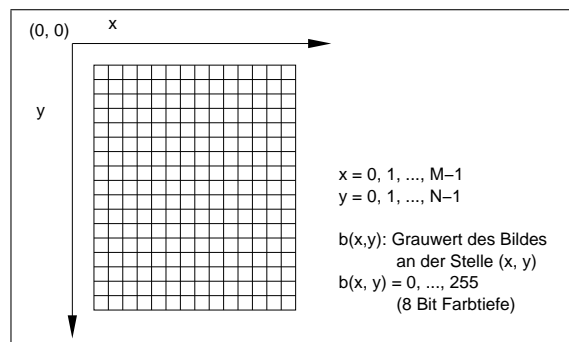 (0, 0)
x
y
x = 0, 1, ..., M−1
y = 0, 1, ..., N−1
b(x,y): Grauwert des Bildes
an der Stelle (x, y)
b(x, y) = 0, ..., 255
(8 Bit Farbtiefe)